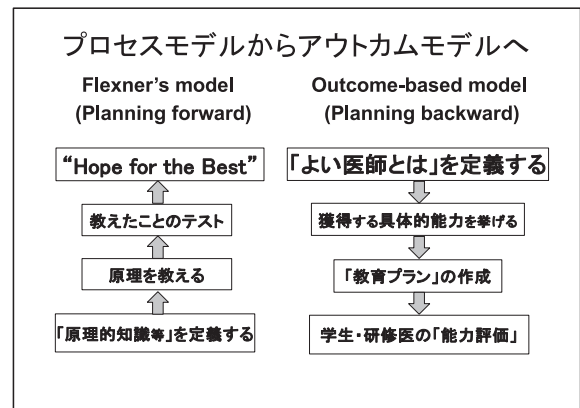 プロセスモデルからアウトカムモデルへ
Flexner's model
(Planning forward)
“Hope for the Best”
教えたことのテスト
原理を教える
「原理的知識等」を定義する
Outcome-based model
(Planning backward)
「よい医師とは」を定義する
獲得する具体的能力を挙げる
「教育プラン」の作成
学生・研修医の「能力評価」